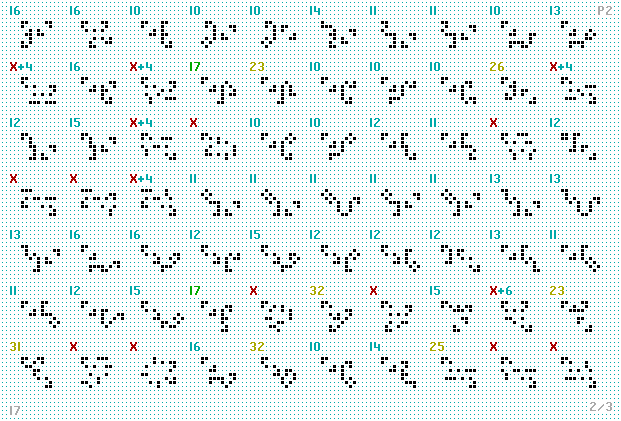 16 16 10 10 10 14 11 11 10 13 P2
X+4 16 X+4 17 23 10 10 10 26 X+4
12 15 X+4 X 10 10 12 11 X 12
X X X+4 11 11 11 11 11 13 13
13 16 16 12 15 12 12 12 13 11
11 12 15 17 X 32 X 15 X+6 23
31 X X 16 32 10 14 25 X X
17 2/3